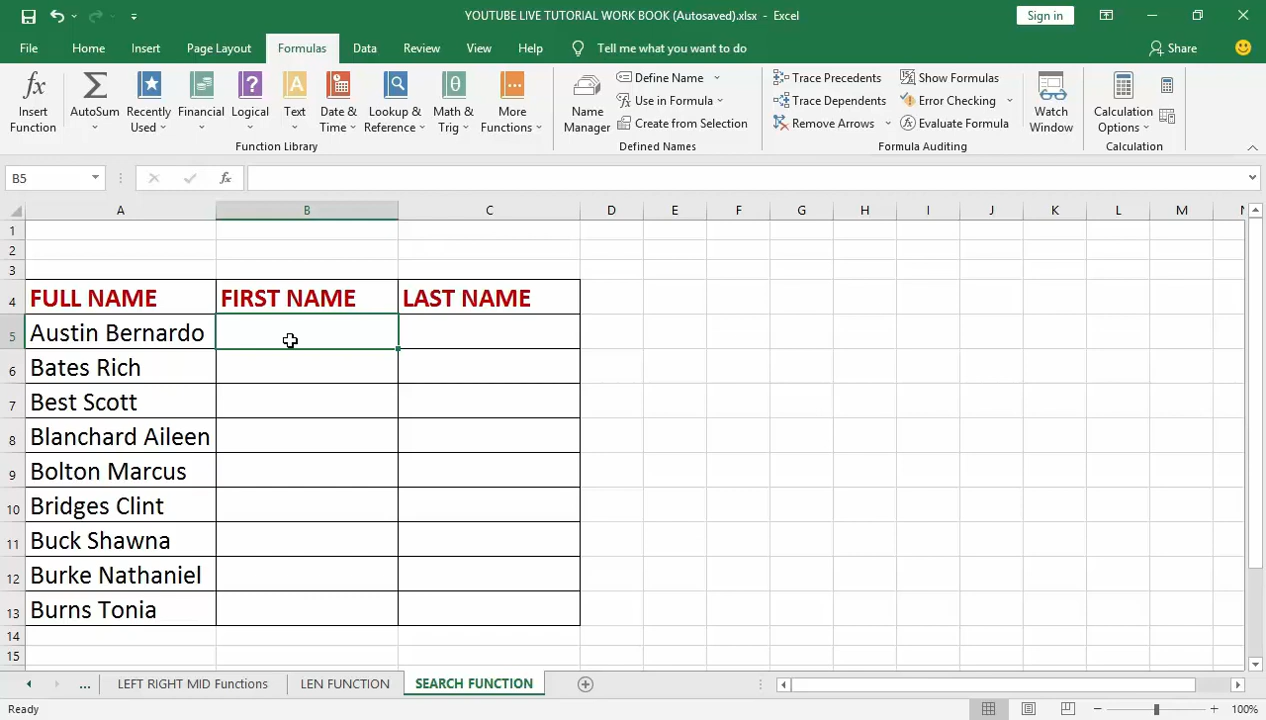 YOUTUBE LIVE TUTORIAL WORK BOOK (Autosaved).xlsx - Excel
Sign in
File Home Insert Page Layout Formulas Data Review View Help Tell me what you want to do Share
Insert Function
AutoSum
Recently Used
Financial
Logical
Text
Date & Time
Lookup & Reference
Math & Trig
More Functions
Function Library
Name Manager
Define Name
Use in Formula
Create from Selection
Defined Names
Trace Precedents
Trace Dependents
Remove Arrows
Show Formulas
Error Checking
Evaluate Formula
Formula Auditing
Watch Window
Calculation Options
Calculation
B5 fx
A B C D E F G H I J K L M N
1
2
3
4 FULL NAME FIRST NAME LAST NAME
5 Austin Bernardo
6 Bates Rich
7 Best Scott
8 Blanchard Aileen
9 Bolton Marcus
10 Bridges Clint
11 Buck Shawna
12 Burke Nathaniel
13 Burns Tonia
14
15
... LEFT RIGHT MID Functions LEN FUNCTION SEARCH FUNCTION
Ready 100%